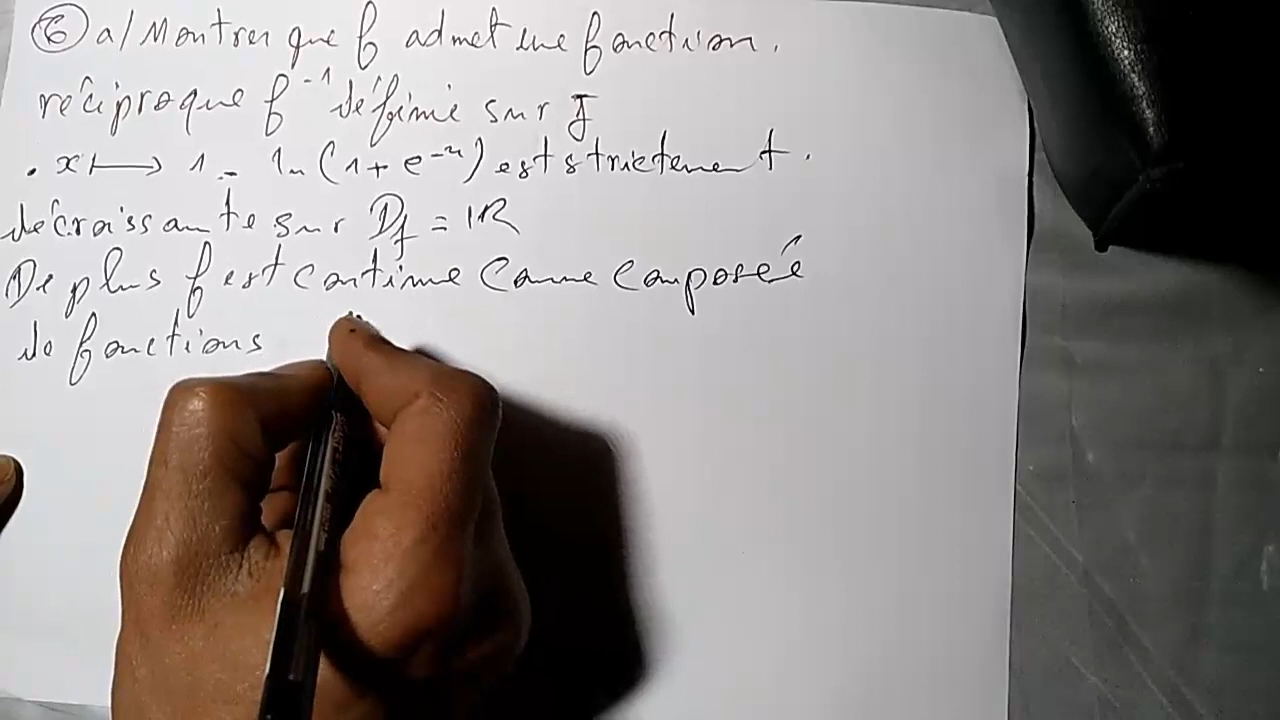 ⑥ a/ Montrer que f admet une fonction.
réciproque f⁻¹ définie sur J
. x ⟼ 1 - ln(1 + e⁻ˣ) est strictement.
décroissante sur Df = ℝ
De plus f est continue comme composée
de fonctions